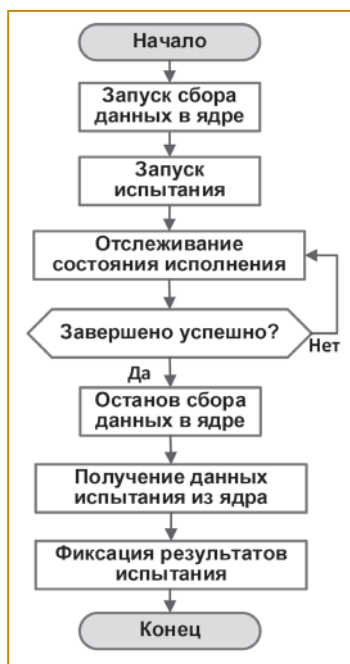 Начало
Запуск сбора
данных в ядре
Запуск
испытания
Отслеживание
состояния исполнения
Завершено успешно?
Нет
Да
Останов сбора
данных в ядре
Получение данных
испытания из ядра
Фиксация результатов
испытания
Конец